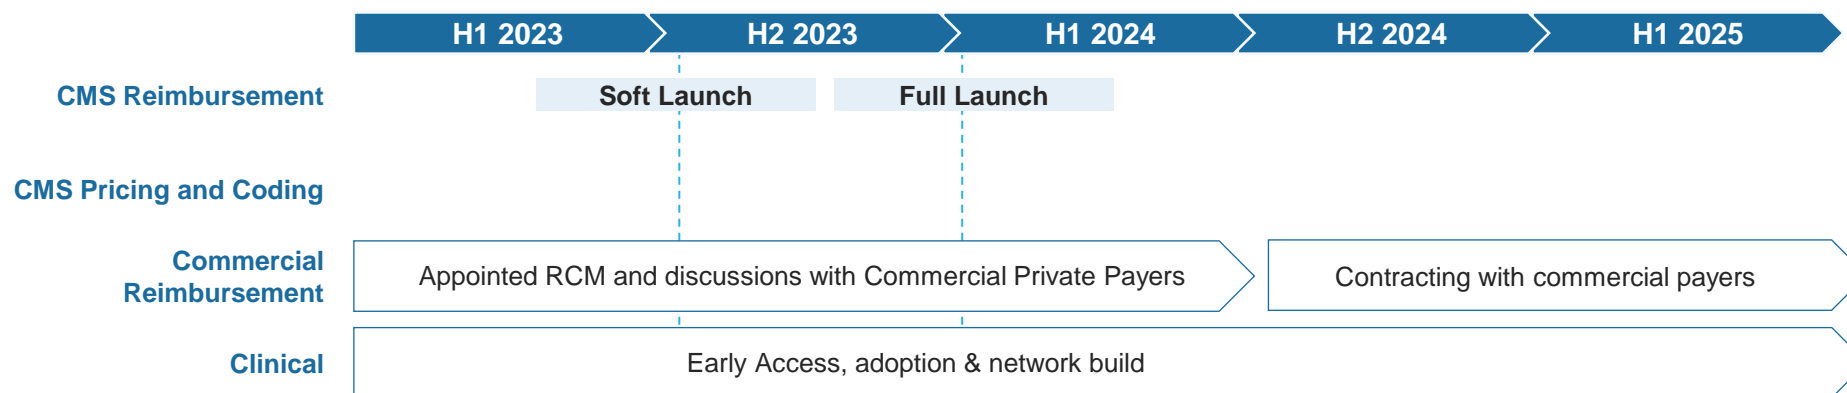 H1 2023 H2 2023 H1 2024 H2 2024 H1 2025
CMS Reimbursement Soft Launch Full Launch
CMS Pricing and Coding
Commercial
Reimbursement
Appointed RCM and discussions with Commercial Private Payers Contracting with commercial payers
Clinical Early Access, adoption & network build